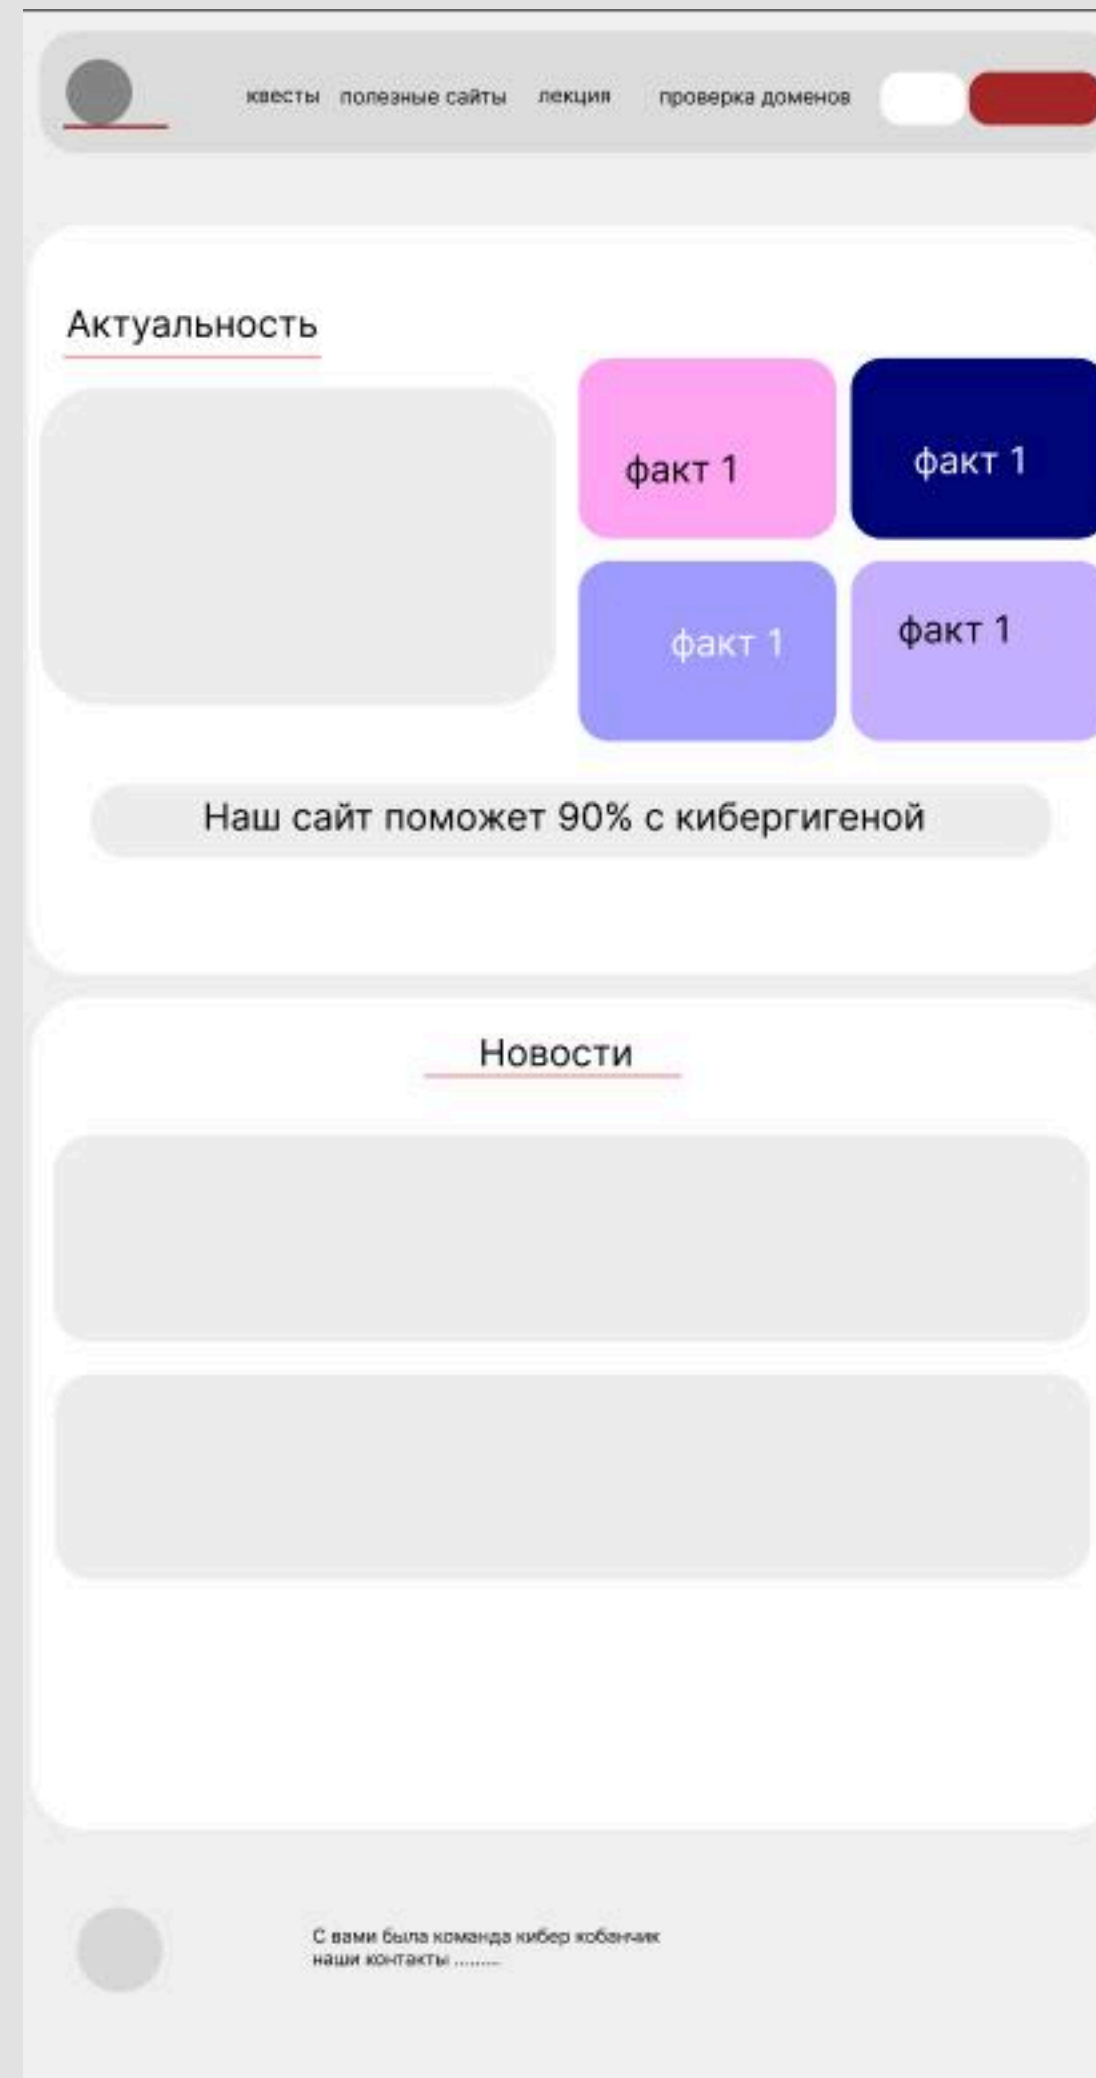 квесты полезные сайты лекция проверка доменов
Актуальность
факт 1
факт 1
факт 1
факт 1
Наш сайт поможет 90% с кибергигеной
Новости
С вами была команда кибер кобанчик
наши контакты .........